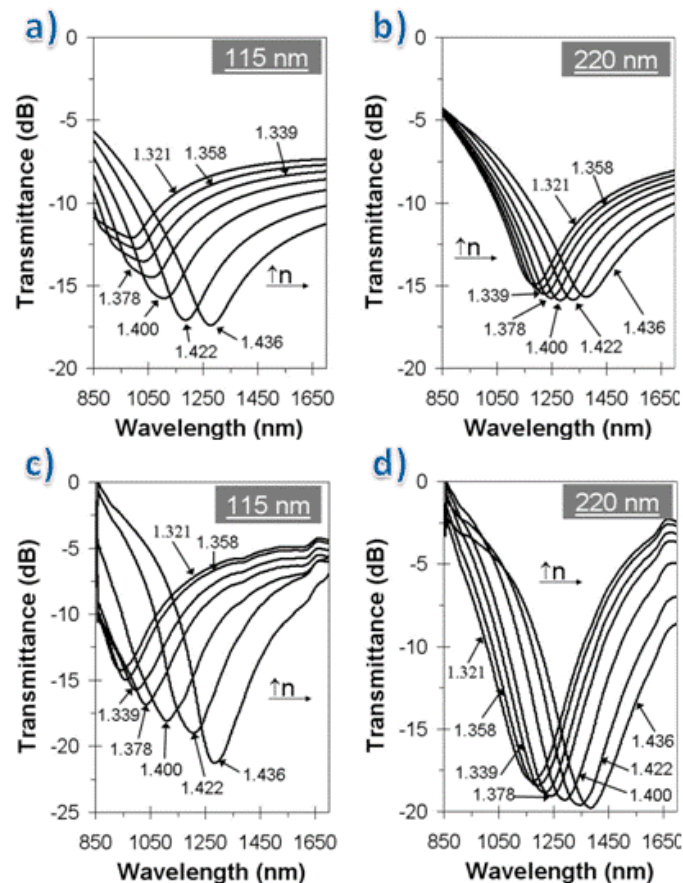 a)
115 nm
Transmittance (dB)
0
-5
-10
-15
-20
1.321
1.358
1.339
1.378
1.400
1.422
1.436
↑n
850 1050 1250 1450 1650
Wavelength (nm)
b)
220 nm
Transmittance (dB)
0
-5
-10
-15
-20
1.321
1.358
↑n
1.339
1.378
1.400
1.422
1.436
850 1050 1250 1450 1650
Wavelength (nm)
c)
115 nm
Transmittance (dB)
0
-5
-10
-15
-20
-25
1.321
1.358
1.339
1.378
1.400
1.422
1.436
↑n
850 1050 1250 1450 1650
Wavelength (nm)
d)
220 nm
Transmittance (dB)
0
-5
-10
-15
-20
↑n
1.321
1.358
1.339
1.378
1.436
1.422
1.400
850 1050 1250 1450 1650
Wavelength (nm)